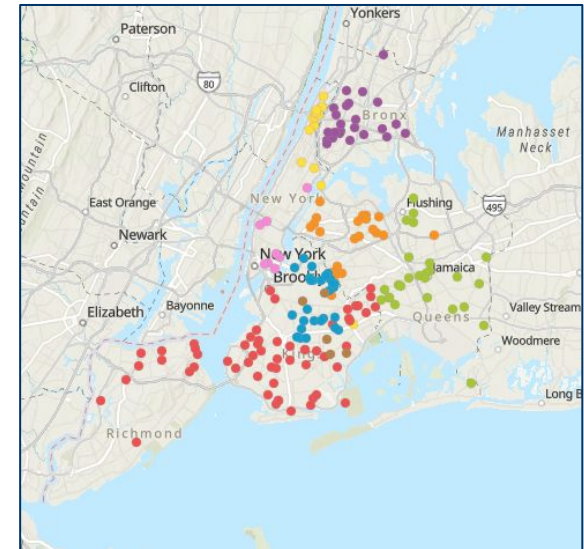 Yonkers
Paterson
80
Clifton
Bronx
Manhasset
Neck
East Orange
New York
Flushing
495
Newark
New York
Brooklyn
Jamaica
Elizabeth
Bayonne
Queens
Valley Stream
Woodmere
Kings
Long B
Richmond